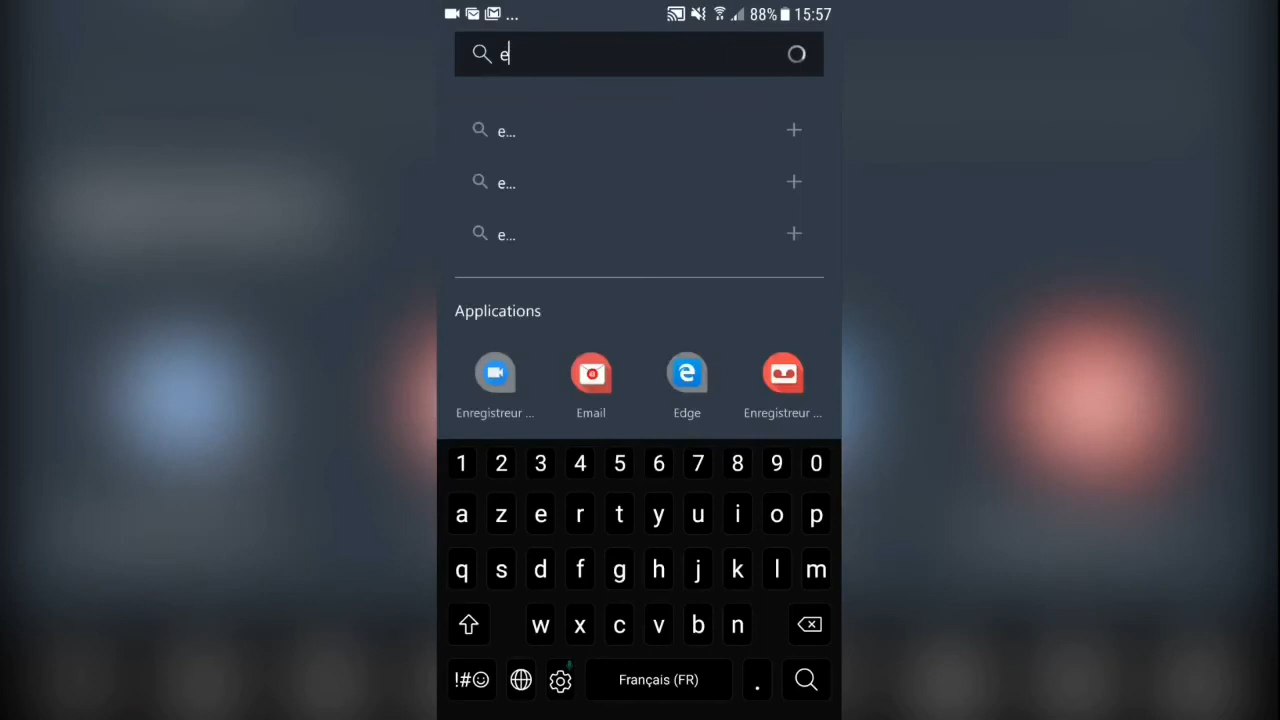 ... 88% 15:57
e
e...
e...
e...
Applications
Enregistreur ... Email Edge Enregistreur ...
1 2 3 4 5 6 7 8 9 0
a z e r t y u i o p
q s d f g h j k l m
w x c v b n
!#☺ Français (FR) .